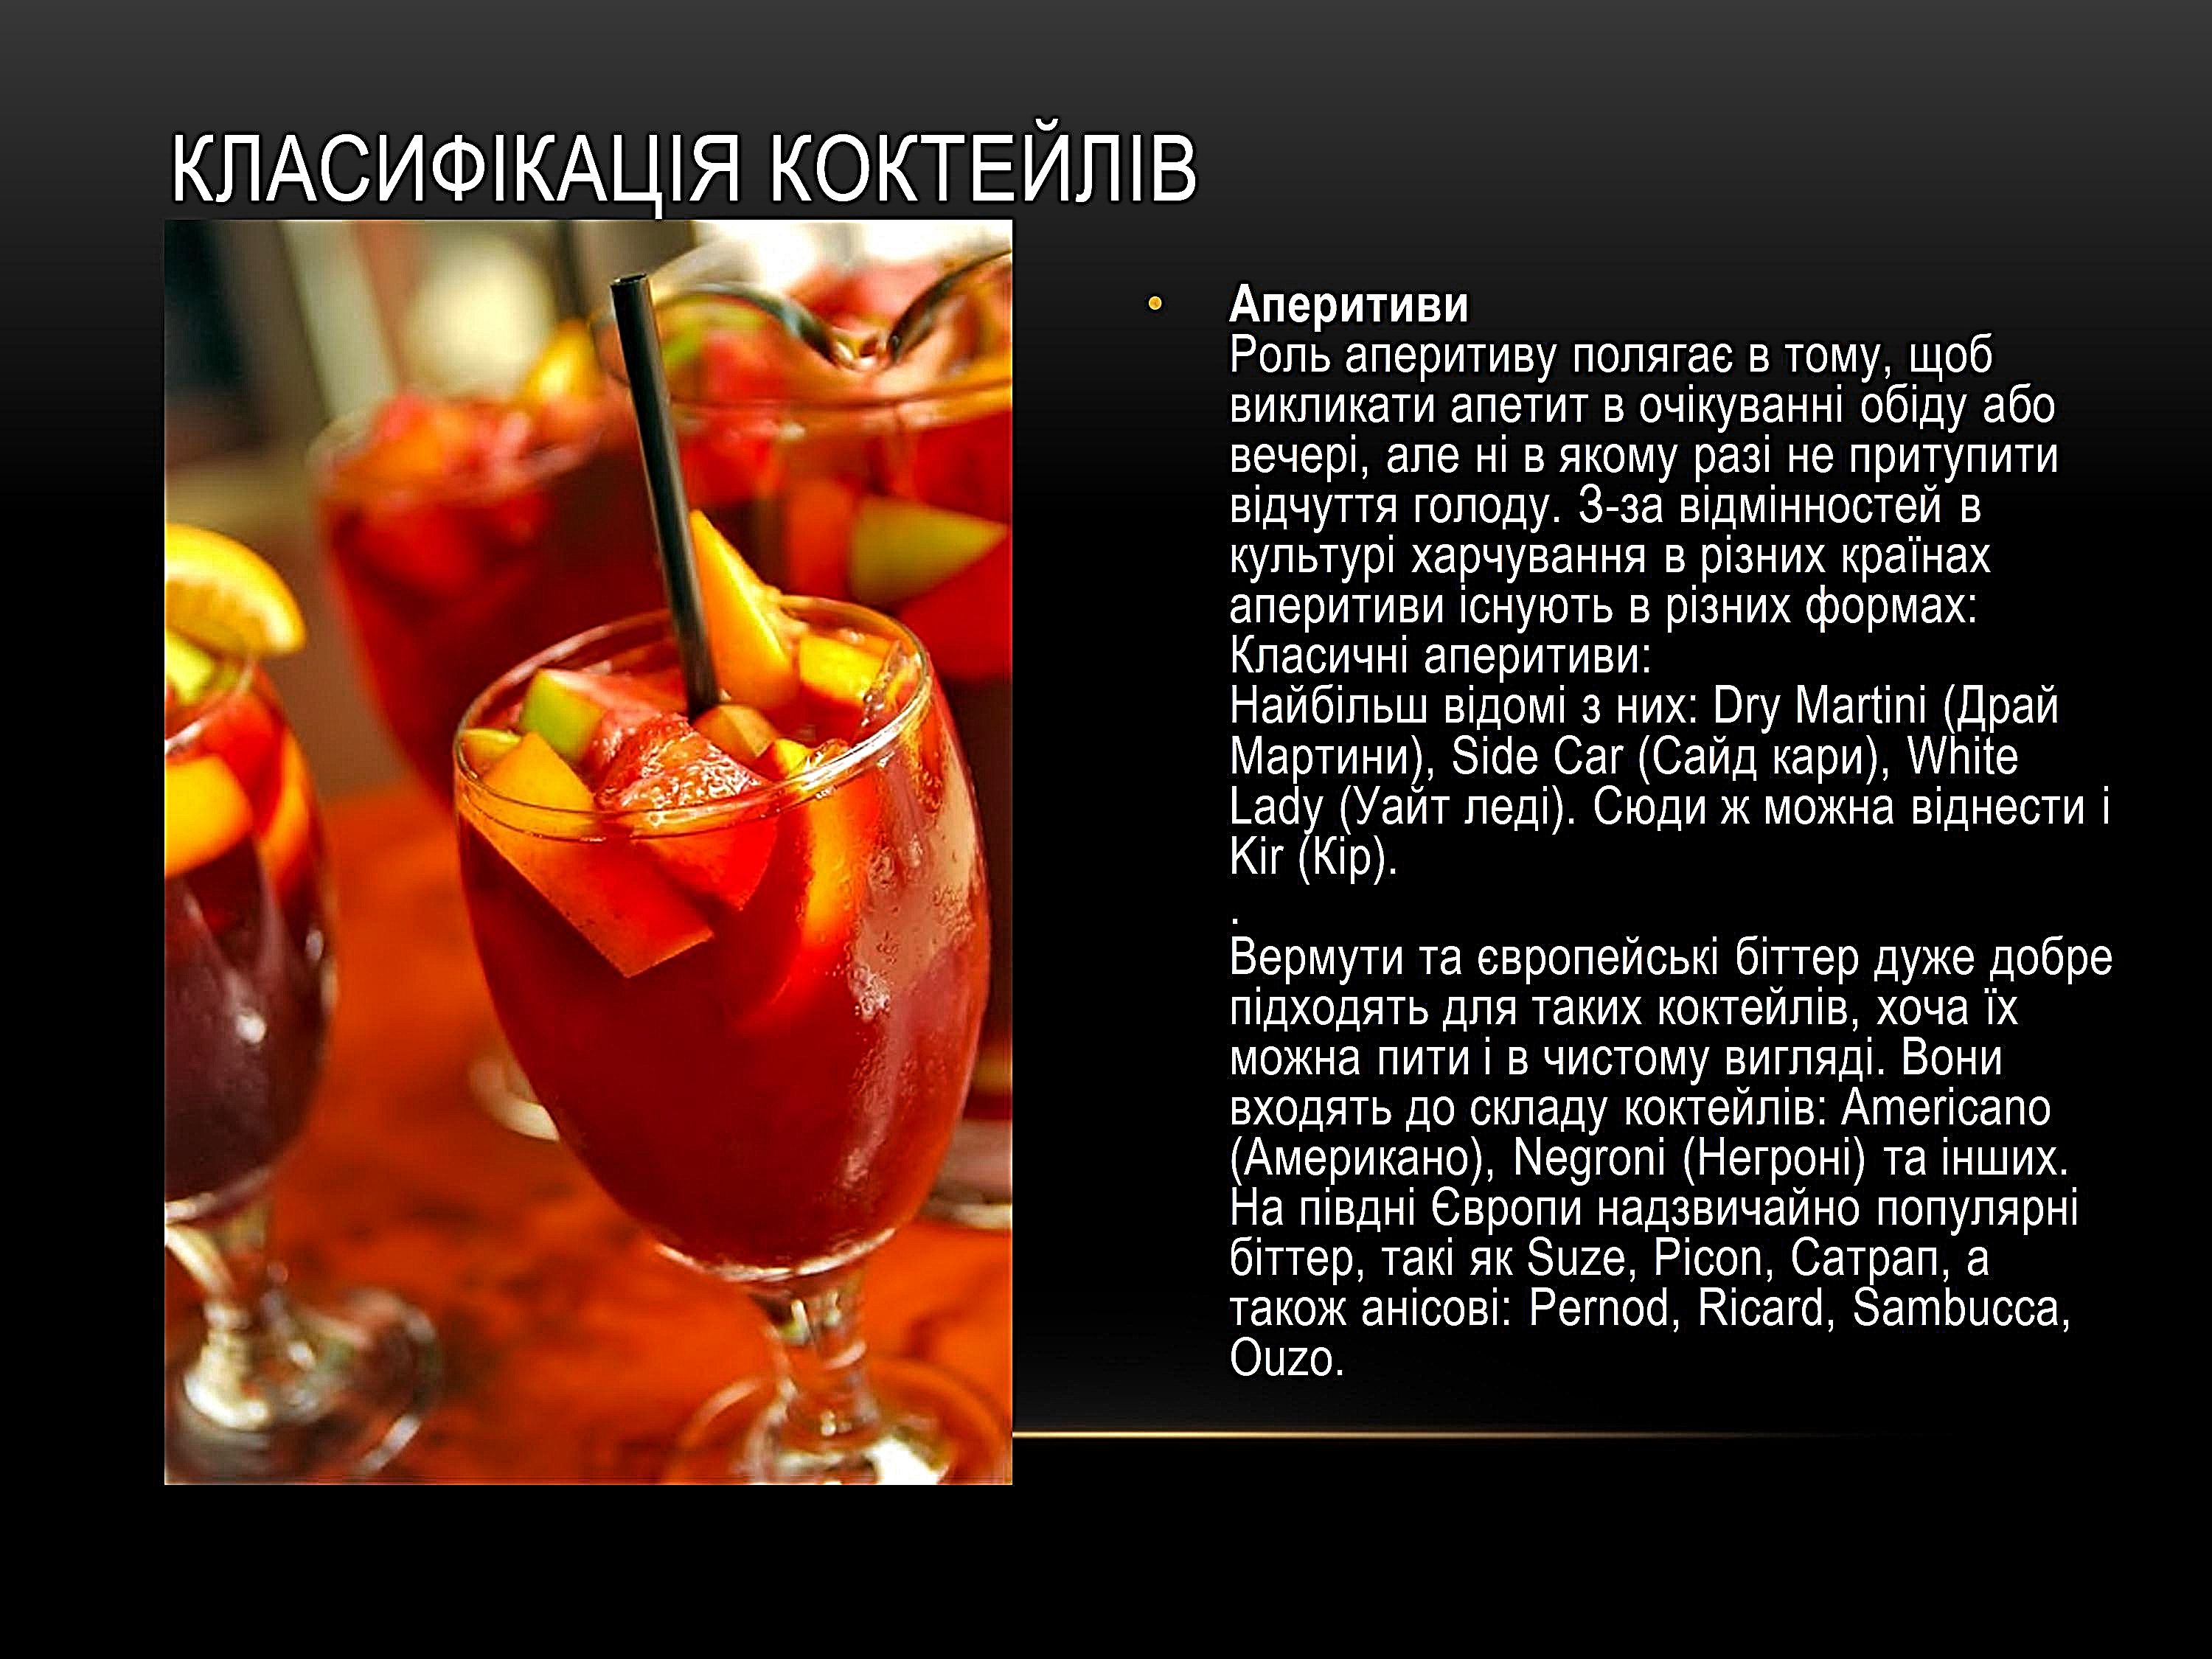 КЛАСИФІКАЦІЯ КОКТЕЙЛІВ
• Аперитиви
Роль аперитиву полягає в тому, щоб
викликати апетит в очікуванні обіду або
вечері, але ні в якому разі не притупити
відчуття голоду. З-за відмінностей в
культурі харчування в різних країнах
аперитиви існують в різних формах:
Класичні аперитиви:
Найбільш відомі з них: Dry Martini (Драй
Мартини), Side Car (Сайд кари), White
Lady (Уайт леді). Сюди ж можна віднести і
Kir (Кір).
.
Вермути та європейські біттер дуже добре
підходять для таких коктейлів, хоча їх
можна пити і в чистому вигляді. Вони
входять до складу коктейлів: Americano
(Американо), Negroni (Негроні) та інших.
На півдні Європи надзвичайно популярні
біттер, такі як Suze, Picon, Сатрап, а
також анісові: Pernod, Ricard, Sambucca,
Ouzo.